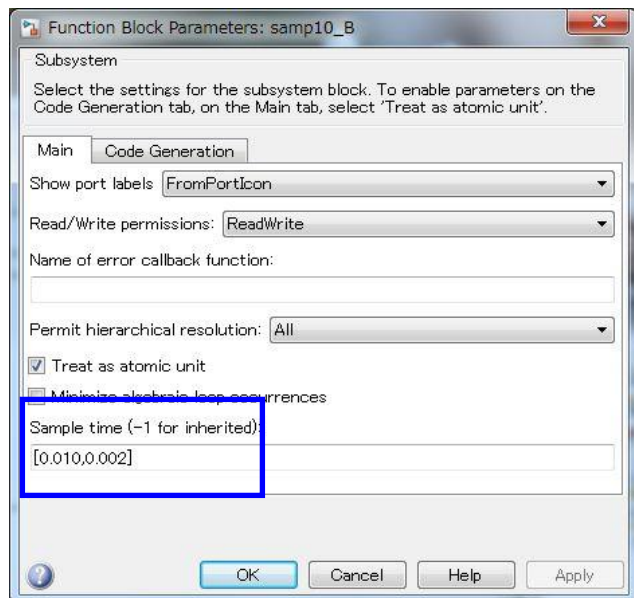 Function Block Parameters: samp10_B
Subsystem
Select the settings for the subsystem block. To enable parameters on the
Code Generation tab, on the Main tab, select 'Treat as atomic unit'.
Main
Code Generation
Show port labels FromPortIcon
Read/Write permissions: ReadWrite
Name of error callback function:
Permit hierarchical resolution: All
Treat as atomic unit
Minimize algebraic loop occurrences
Sample time (-1 for inherited):
[0.010,0.002]
OK Cancel Help Apply